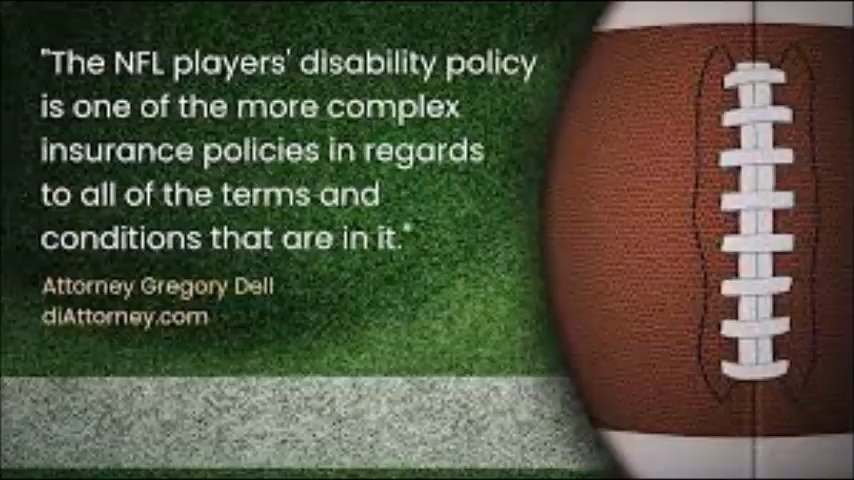 "The NFL players' disability policy
is one of the more complex
insurance policies in regards
to all of the terms and
conditions that are in it."
Attorney Gregory Dell
diAttorney.com